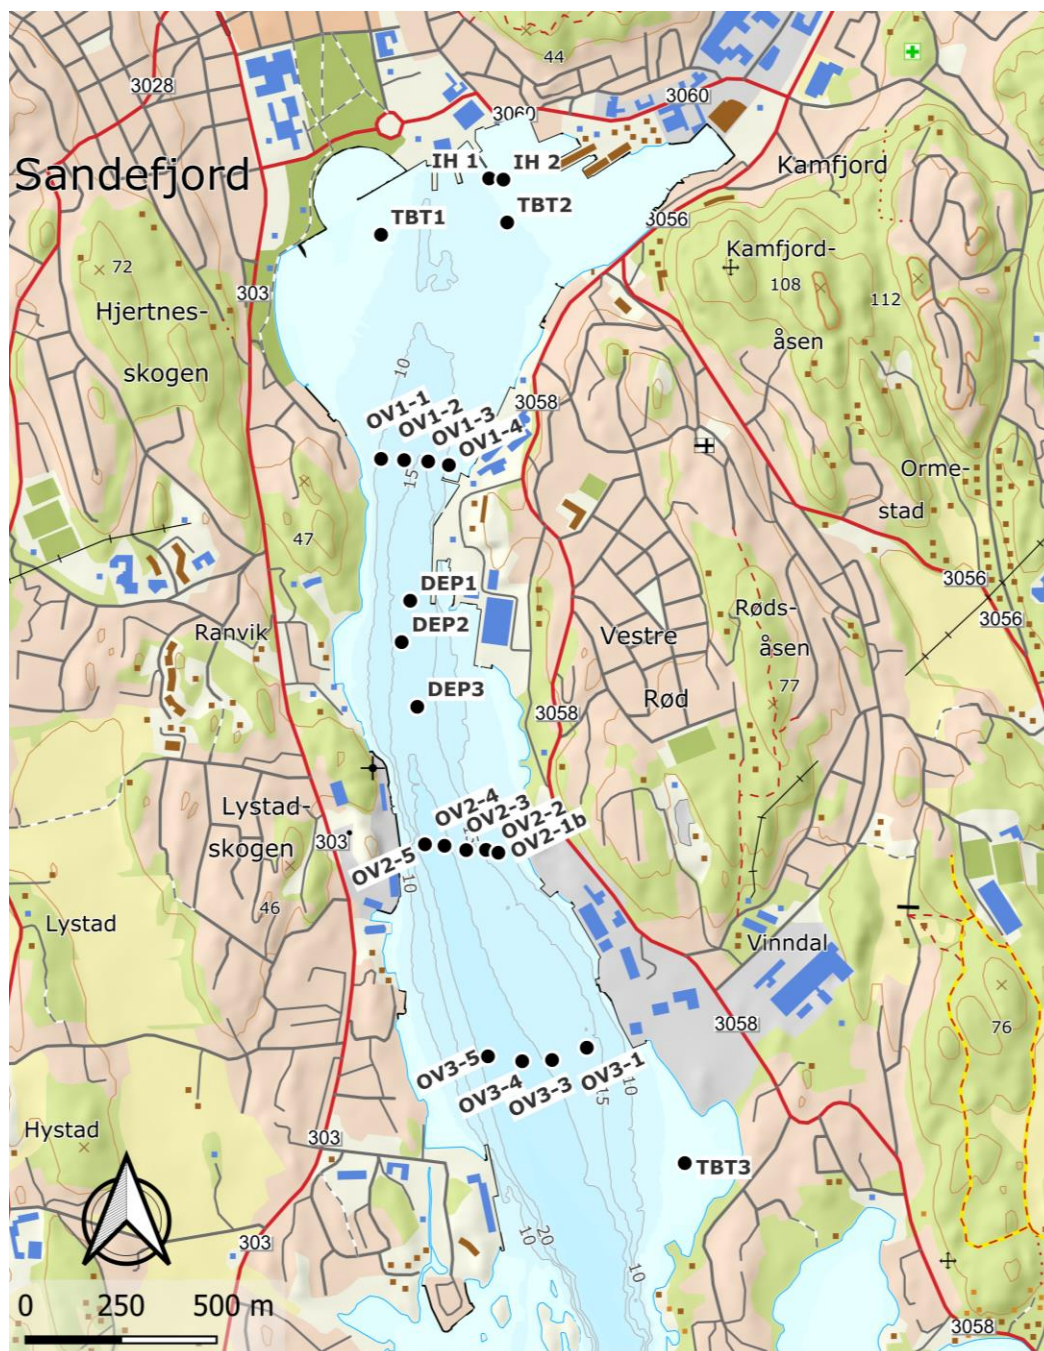 44
3028
3060
3060
Sandefjord
IH 1
IH 2
Kamfjord
TBT1
TBT2
3056
72
303
Kamfjord-
108
112
åsen
Hjertnes-
skogen
10
OV1-1
OV1-2
OV1-3
OV1-4
3058
15
Orme-
stad
47
DEP1
DEP2
Ranvik
Vestre
Rød
Røds-
åsen
77
3056
3056
DEP3
3058
Lystad-
skogen
303
46
Lystad
OV2-4
OV2-3
OV2-2
OV2-1b
OV2-5
10
Vinndal
3058
76
OV3-5
OV3-4
OV3-3
OV3-1
15
10
Hystad
303
TBT3
303
10
20
10
0 250 500 m
3058